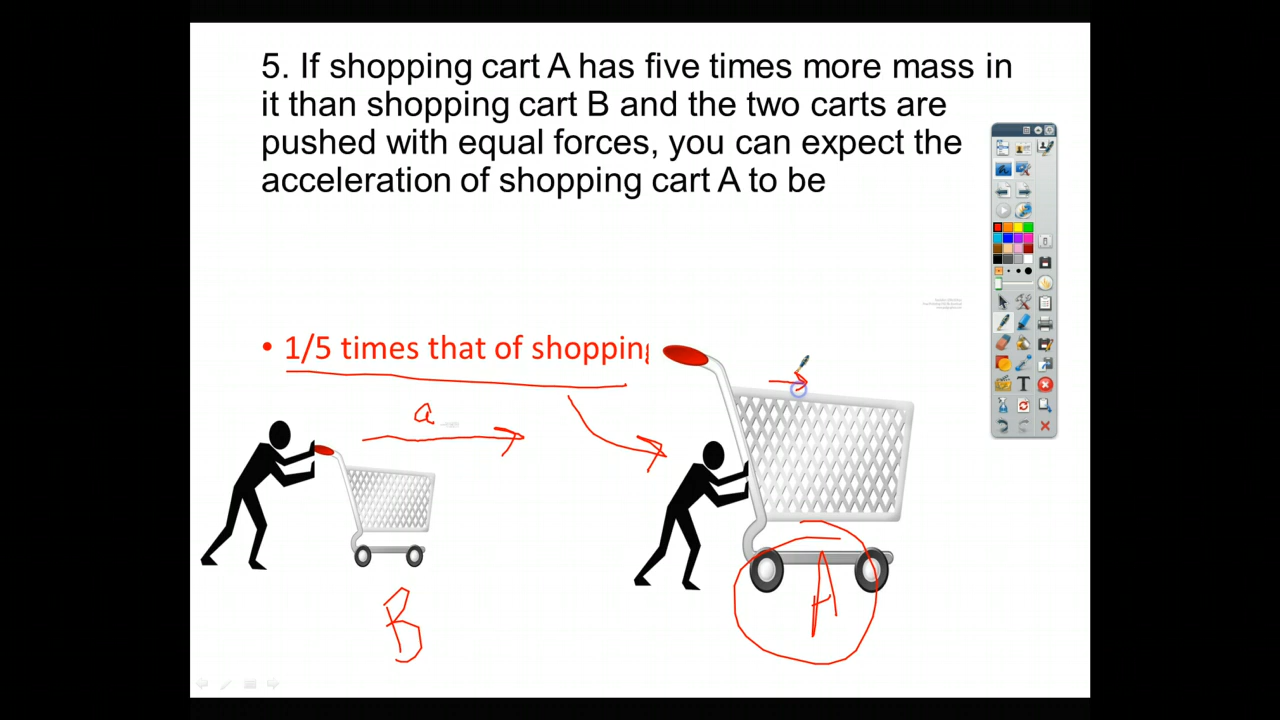 5. If shopping cart A has five times more mass in
it than shopping cart B and the two carts are
pushed with equal forces, you can expect the
acceleration of shopping cart A to be
• 1/5 times that of shopping
a
B
A
T